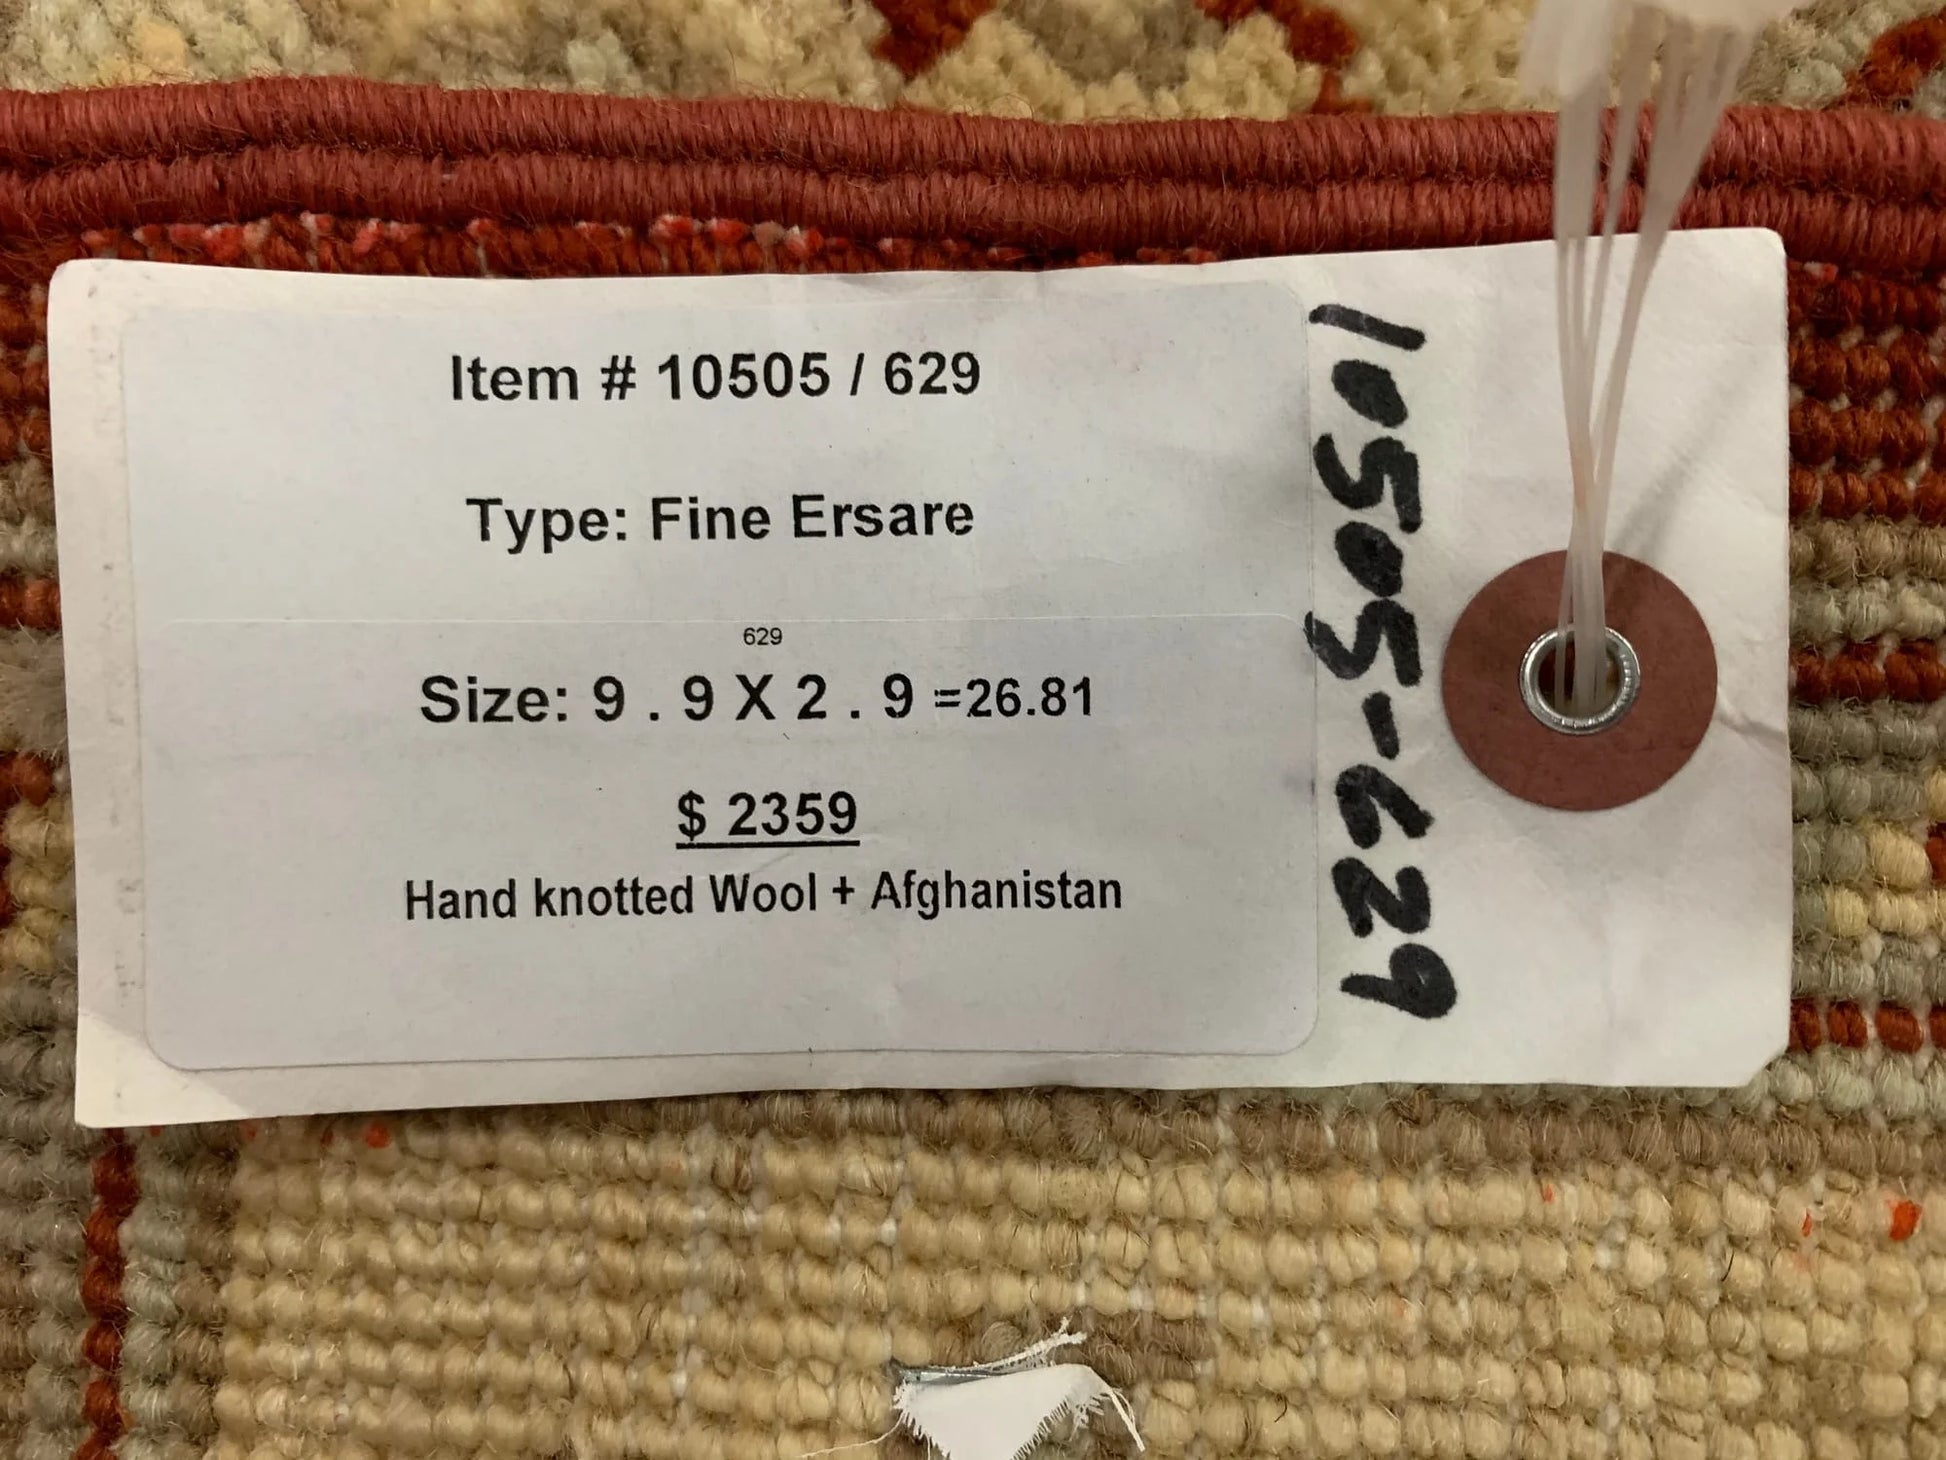 Item # 10505 / 629
Type: Fine Ersare
629
Size: 9 . 9 X 2 . 9 =26.81
$ 2359
Hand knotted Wool + Afghanistan
10505-629